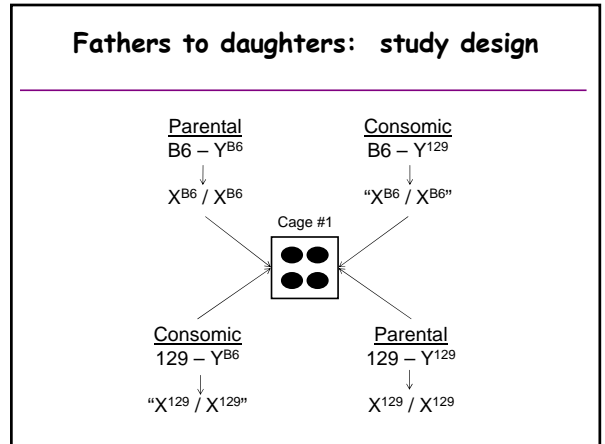 Fathers to daughters: study design
Parental
B6 – Y^B6
X^B6 / X^B6
Consomic
B6 – Y^129
“X^B6 / X^B6”
Cage #1
Consomic
129 – Y^B6
“X^129 / X^129”
Parental
129 – Y^129
X^129 / X^129